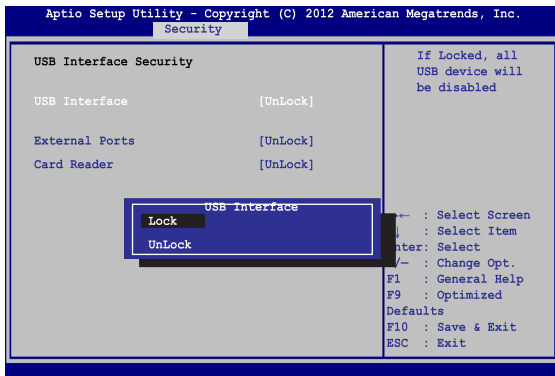 Aptio Setup Utility - Copyright (C) 2012 American Megatrends, Inc.
Security
USB Interface Security
USB Interface [UnLock]
External Ports [UnLock]
Card Reader [UnLock]
If Locked, all
USB device will
be disabled
USB Interface
Lock
UnLock
← : Select Screen
: Select Item
nter: Select
/— : Change Opt.
F1 : General Help
F9 : Optimized
Defaults
F10 : Save & Exit
ESC : Exit